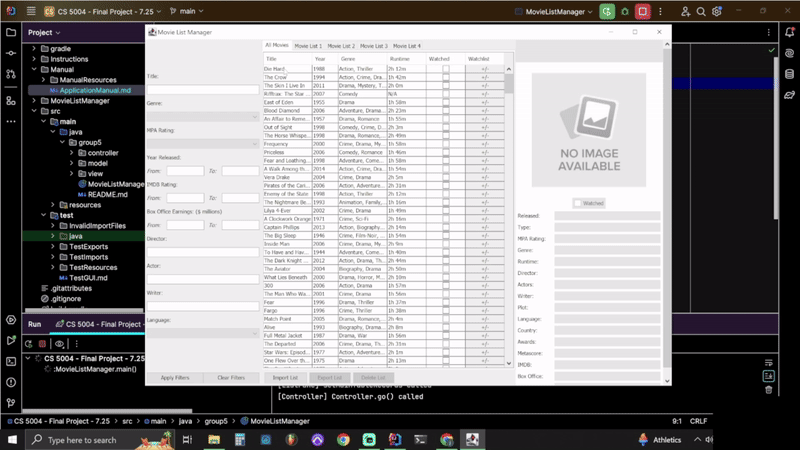 CS 5004 - Final Project - 7.25
main
MovieListManager
Project
gradle
Instructions
Manual
ManualResources
ApplicationManual.md
MovieListManager
src
main
java
group5
controller
model
view
MovieListManager
README.md
resources
test
InvalidImportFiles
java
TestExports
TestImports
TestResources
TestGUI.md
.gitattributes
.gitignore
Movie List Manager
All Movies Movie List 1 Movie List 2 Movie List 3 Movie List 4
Title:
Genre:
MPA Rating:
Year Released:
From: To:
IMDB Rating:
From: To:
Box Office Earnings: ($ millions)
From: To:
Director:
Actor:
Writer:
Language:
Apply Filters Clear Filters
Title Year Genre Runtime Watched Watchlist
Die Hard 1988 Action, Thriller 2h 12m +/-
The Crow 1994 Action, Crime, Dra... 1h 42m +/-
The Skin I Live In 2011 Drama, Mystery, T... 2h 0m +/-
Rifftrax: The Star ... 2007 Comedy N/A +/-
East of Eden 1955 Drama 1h 58m +/-
Blood Diamond 2006 Adventure, Drama... 2h 23m +/-
An Affair to Reme... 1957 Drama, Romance 1h 55m +/-
Out of Sight 1998 Comedy, Crime, D... 2h 3m +/-
The Horse Whispe... 1998 Drama, Romance,... 2h 49m +/-
Frequency 2000 Crime, Drama, My... 1h 58m +/-
Priceless 2006 Comedy, Romance 1h 46m +/-
Fear and Loathing... 1998 Adventure, Come... 1h 58m +/-
A Walk Among th... 2014 Action, Crime, Dra... 1h 54m +/-
Vera Drake 2004 Crime, Drama 2h 5m +/-
Pirates of the Cari... 2006 Action, Adventure... 2h 31m +/-
Enemy of the State 1998 Action, Thriller 2h 12m +/-
The Nightmare Be... 1993 Animation, Family,... 1h 16m +/-
Lilya 4-Ever 2002 Crime, Drama 1h 49m +/-
A Clockwork Orange 1971 Crime, Sci-Fi 2h 16m +/-
Captain Phillips 2013 Action, Biography,... 2h 14m +/-
The Big Sleep 1946 Crime, Film-Noir, ... 1h 54m +/-
Inside Man 2006 Crime, Drama, My... 2h 9m +/-
To Have and Hav... 1944 Adventure, Come... 1h 40m +/-
The Dark Knight ... 2012 Action, Drama, Th... 2h 44m +/-
The Aviator 2004 Biography, Drama 2h 50m +/-
What Lies Beneath 2000 Drama, Horror, M... 2h 10m +/-
300 2006 Action, Drama 1h 57m +/-
The Man Who Wa... 2001 Crime, Drama 1h 56m +/-
Fear 1996 Drama, Thriller 1h 37m +/-
Fargo 1996 Crime, Thriller 1h 38m +/-
Match Point 2005 Drama, Romance,... 2h 4m +/-
Alive 1993 Biography, Drama... 2h 0m +/-
Full Metal Jacket 1987 Drama, War 1h 56m +/-
The Departed 2006 Crime, Drama, Thr... 2h 31m +/-
Star Wars: Episod... 1977 Action, Adventure... 2h 1m +/-
One Flew Over th... 1975 Drama 2h 13m +/-
Import List Export List Delete List
NO IMAGE
AVAILABLE
Watched
Released:
Type:
MPA Rating:
Genre:
Runtime:
Director:
Actors:
Writer:
Plot:
Language:
Country:
Awards:
Metascore:
IMDB:
Box Office:
Run CS 5004 - Final Project
CS 5004 - Final Project - 7.25
:MovieListManager.main()
[Controller] Controller.go() called
CS 5004 - Final Project - 7.25 src main java group5 MovieListManager
9:1 CRLF
Type here to search
Athletics